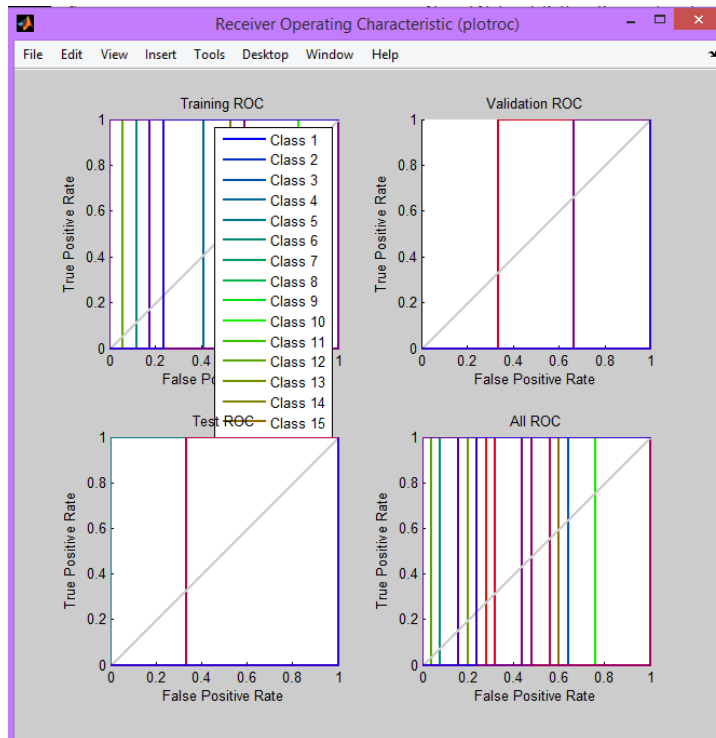 Receiver Operating Characteristic (plotroc)
File Edit View Insert Tools Desktop Window Help
Training ROC
1
0.8
0.6
0.4
0.2
0
True Positive Rate
0 0.2 0.4 1
False Po
Class 1
Class 2
Class 3
Class 4
Class 5
Class 6
Class 7
Class 8
Class 9
Class 10
Class 11
Class 12
Class 13
Class 14
Class 15
Validation ROC
1
0.8
0.6
0.4
0.2
0
True Positive Rate
0 0.2 0.4 0.6 0.8 1
False Positive Rate
Test ROC
1
0.8
0.6
0.4
0.2
0
True Positive Rate
0 0.2 0.4 0.6 0.8 1
False Positive Rate
All ROC
1
0.8
0.6
0.4
0.2
0
True Positive Rate
0 0.2 0.4 0.6 0.8 1
False Positive Rate